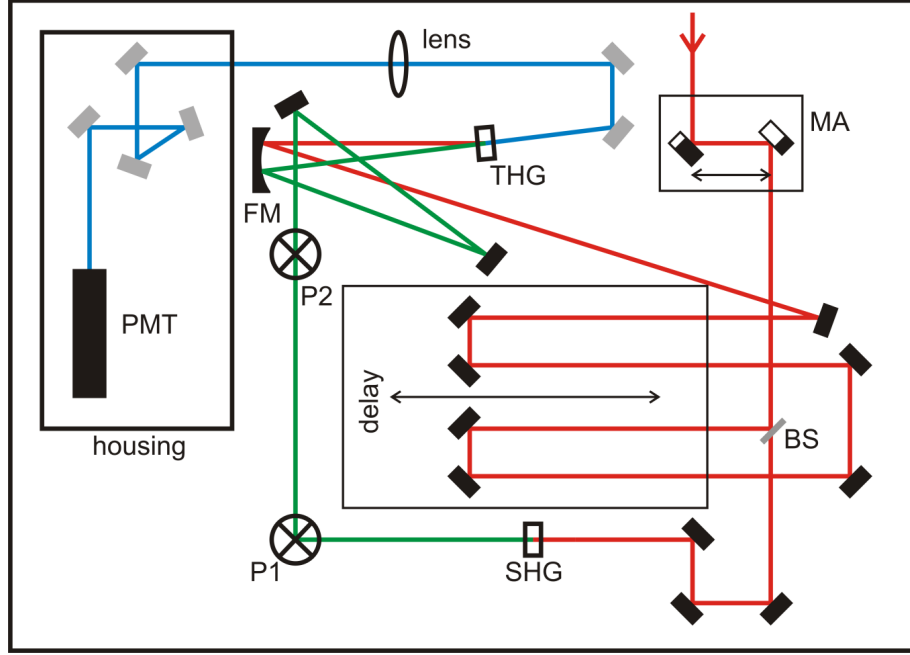 lens
MA
THG
FM
P2
PMT
delay
BS
housing
P1
SHG